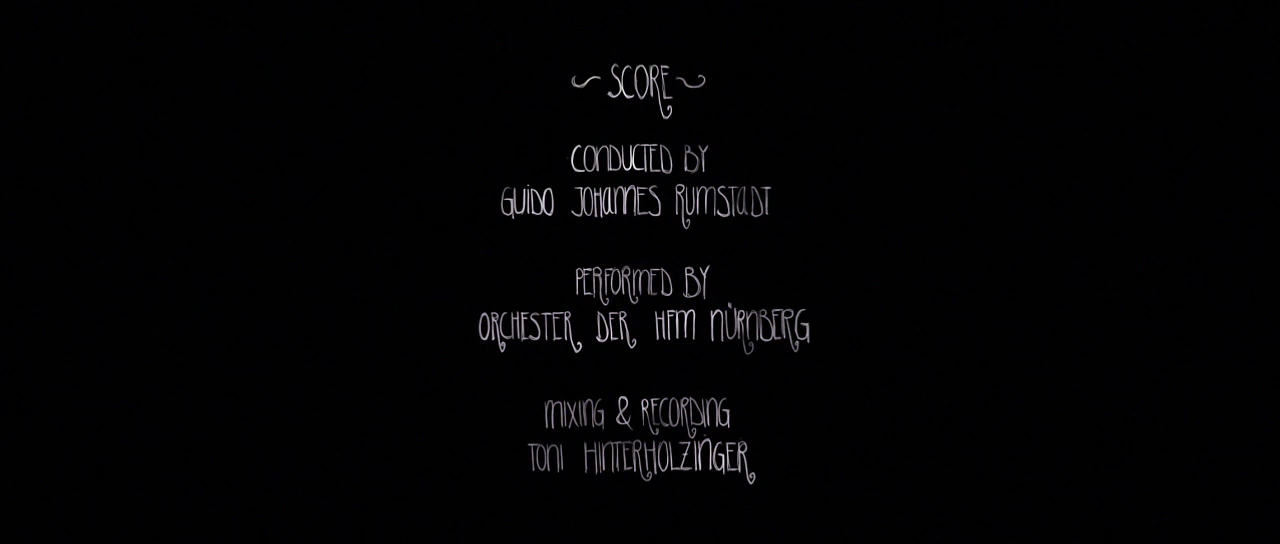 ~ SCORE ~
CONDUCTED BY
GUIDO JOHANNES RUMSTADT
PERFORMED BY
ORCHESTER DER HFM NÜRNBERG
MIXING & RECORDING
TONI HINTERHOLZINGER